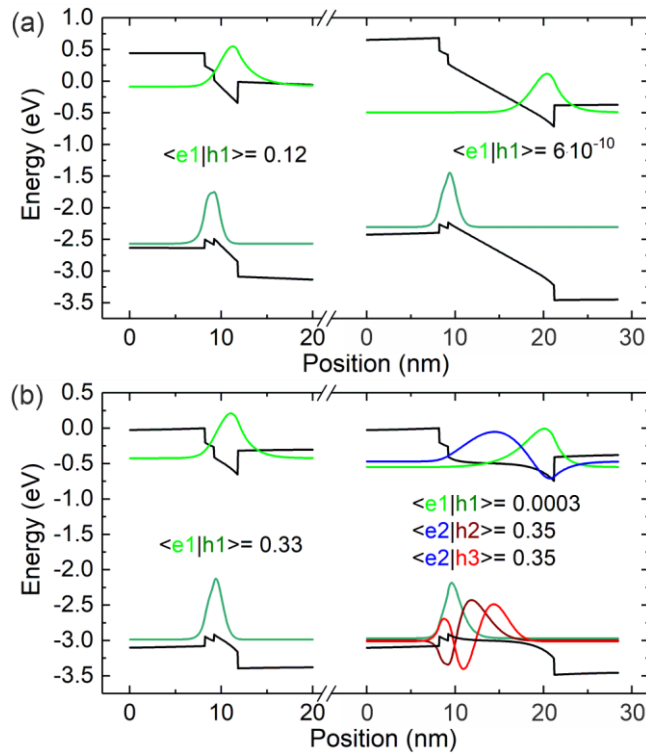 (a)
1.0
0.5
0.0
-0.5
-1.0
-1.5
-2.0
-2.5
-3.0
-3.5
Energy (eV)
<e1|h1>= 0.12
<e1|h1>= 6·10⁻¹⁰
0 10 20 0 10 20 30
Position (nm)
(b)
0.5
0.0
-0.5
-1.0
-1.5
-2.0
-2.5
-3.0
-3.5
Energy (eV)
<e1|h1>= 0.33
<e1|h1>= 0.0003
<e2|h2>= 0.35
<e2|h3>= 0.35
0 10 20 0 10 20 30
Position (nm)